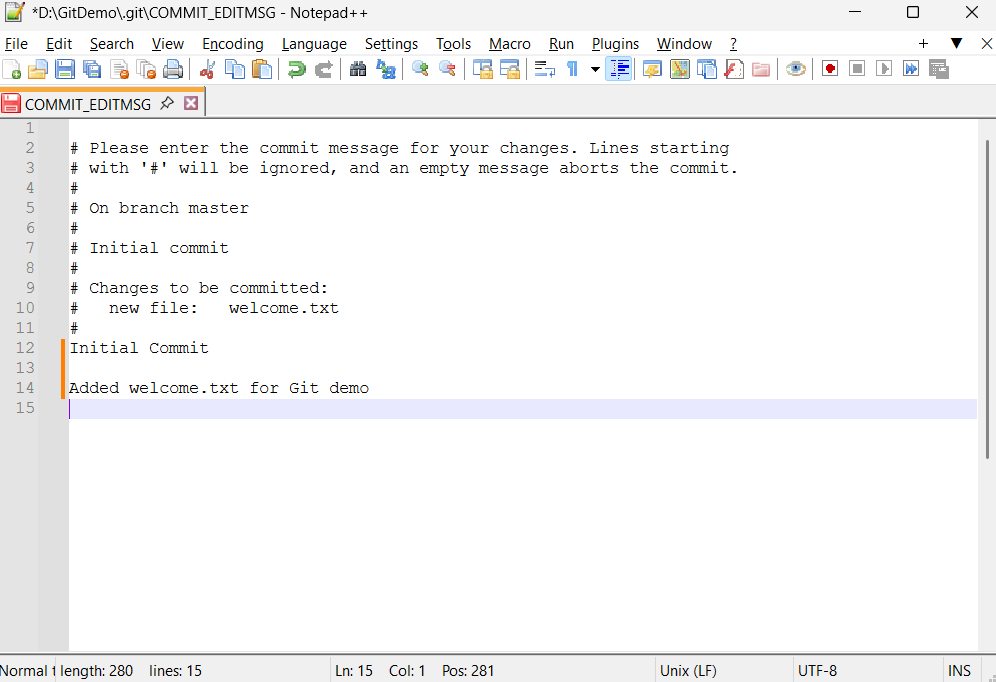 *D:\GitDemo\.git\COMMIT_EDITMSG - Notepad++
File Edit Search View Encoding Language Settings Tools Macro Run Plugins Window ?
COMMIT_EDITMSG
1
2 # Please enter the commit message for your changes. Lines starting
3 # with '#' will be ignored, and an empty message aborts the commit.
4 #
5 # On branch master
6 #
7 # Initial commit
8 #
9 # Changes to be committed:
10 #   new file:   welcome.txt
11 #
12 Initial Commit
13
14 Added welcome.txt for Git demo
15
Normal t length: 280 lines: 15 Ln: 15 Col: 1 Pos: 281 Unix (LF) UTF-8 INS